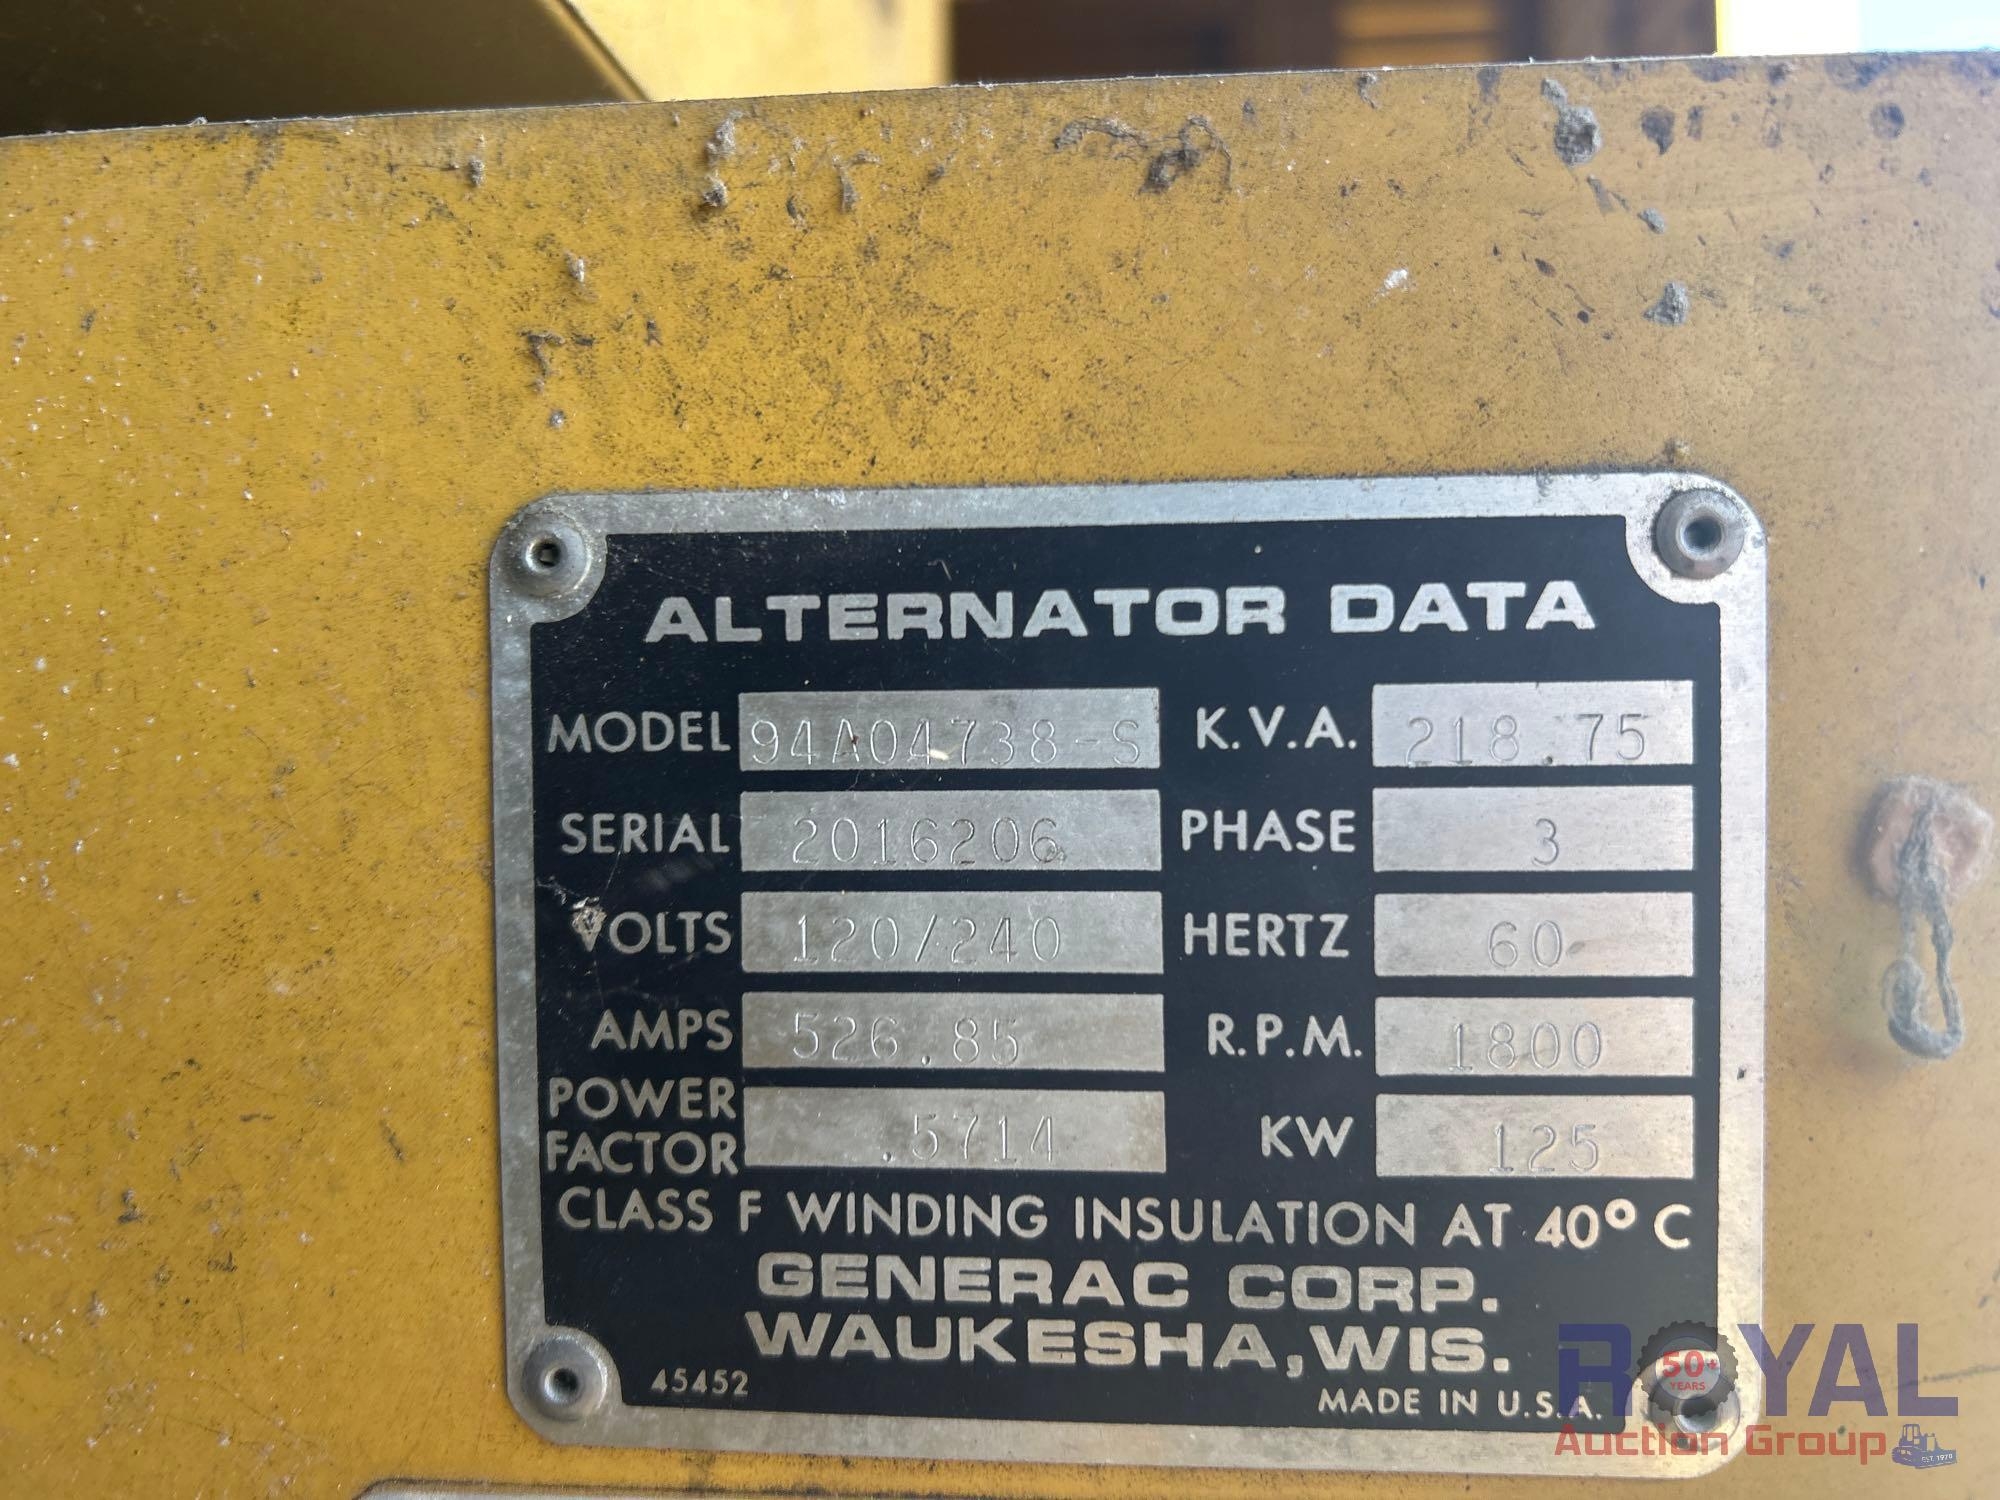 ALTERNATOR DATA
MODEL 94A04738-S K.V.A. 218.75
SERIAL 2016206 PHASE 3
VOLTS 120/240 HERTZ 60
AMPS 526.85 R.P.M. 1800
POWER
FACTOR .5714 KW 125
CLASS F WINDING INSULATION AT 40° C
GENERAC CORP.
WAUKESHA, WIS.
45452
MADE IN U.S.A.
ROYAL
50+
YEARS
Auction Group
EST. 1970